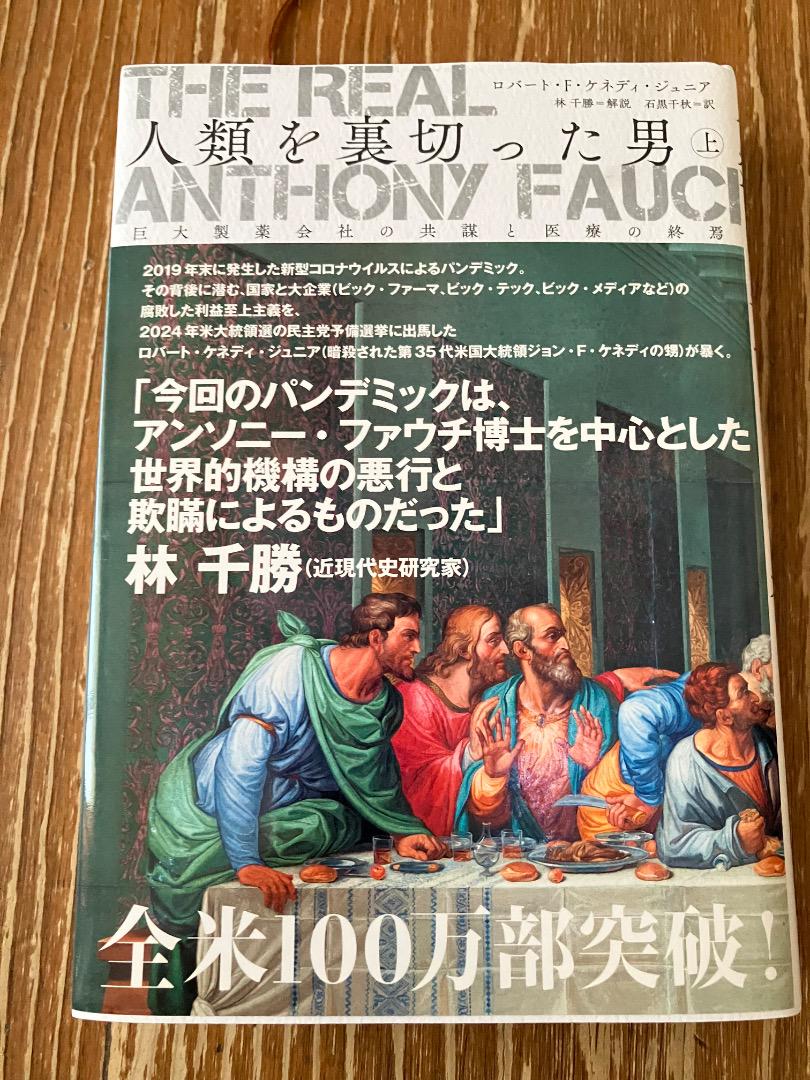 THE REAL
ロバート・F・ケネディ・ジュニア
林 千勝=解説 石黒千秋=訳
人類を裏切った男 上
ANTHONY FAUCI
巨大製薬会社の共謀と医療の終焉
2019年末に発生した新型コロナウイルスによるパンデミック。
その背後に潜む、国家と大企業(ビック・ファーマ、ビック・テック、ビック・メディアなど)の
腐敗した利益至上主義を、
2024年米大統領選の民主党予備選挙に出馬した
ロバート・ケネディ・ジュニア(暗殺された第35代米国大統領ジョン・F・ケネディの甥)が暴く。
「今回のパンデミックは、
アンソニー・ファウチ博士を中心とした
世界的機構の悪行と
欺瞞によるものだった」
林 千勝(近現代史研究家)
全米100万部突破!